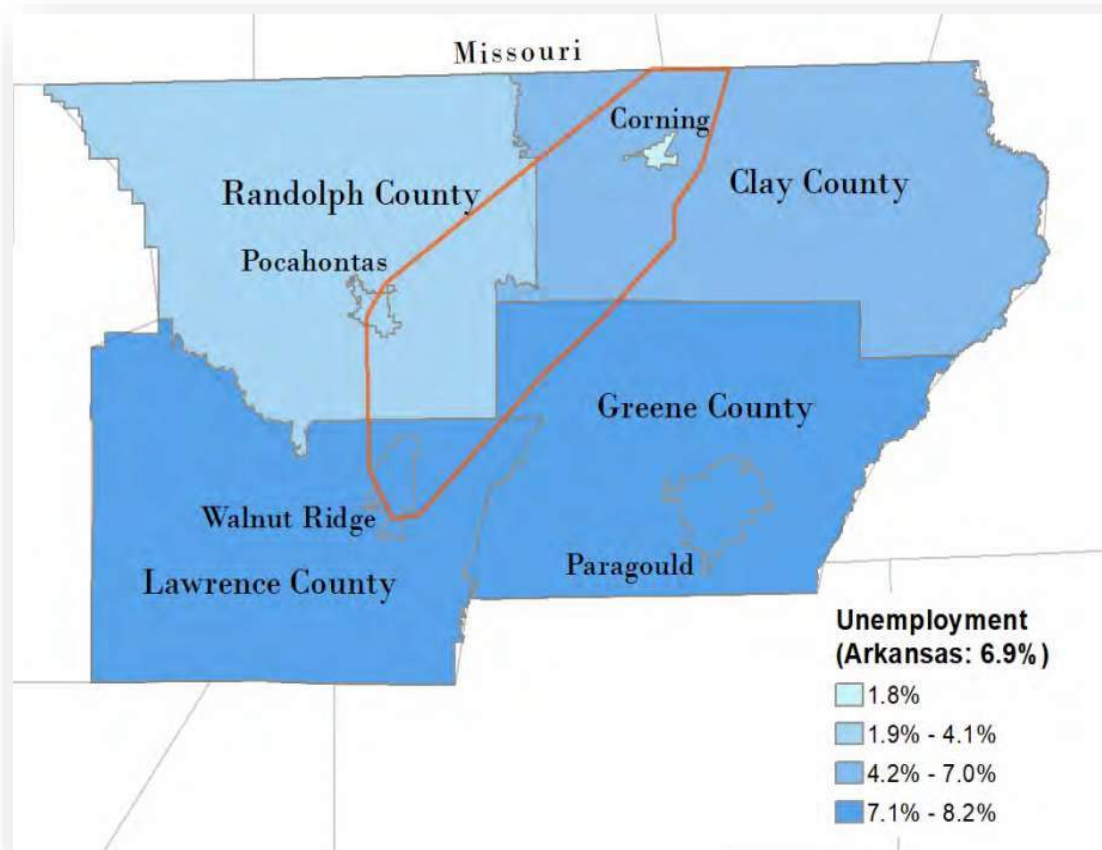 Missouri
Corning
Clay County
Randolph County
Pocahontas
Greene County
Walnut Ridge
Paragould
Lawrence County
Unemployment
(Arkansas: 6.9%)
1.8%
1.9% - 4.1%
4.2% - 7.0%
7.1% - 8.2%